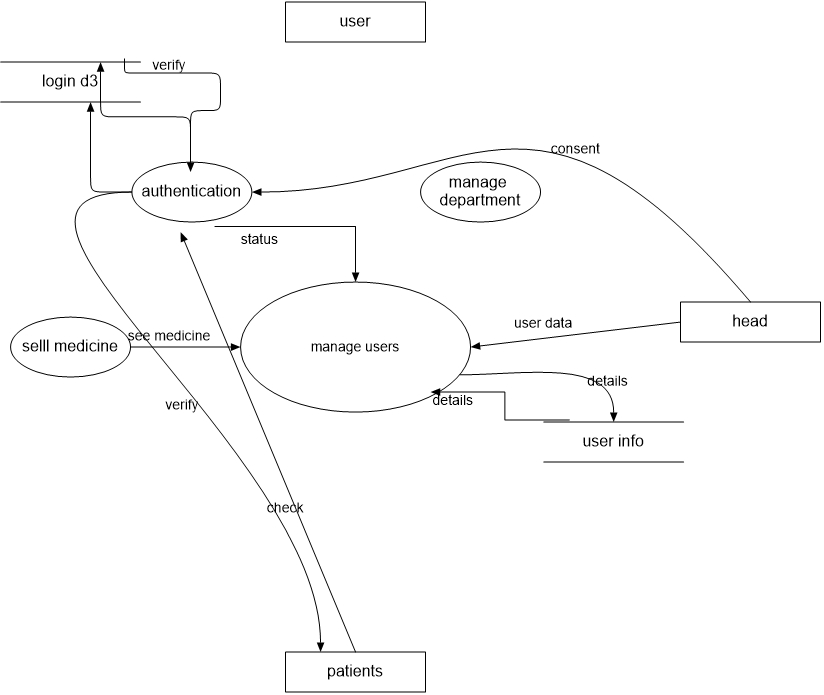 user
verify
login d3
consent
authentication
manage
department
status
user data
head
selll medicine
see medicine
manage users
details
details
verify
user info
check
patients